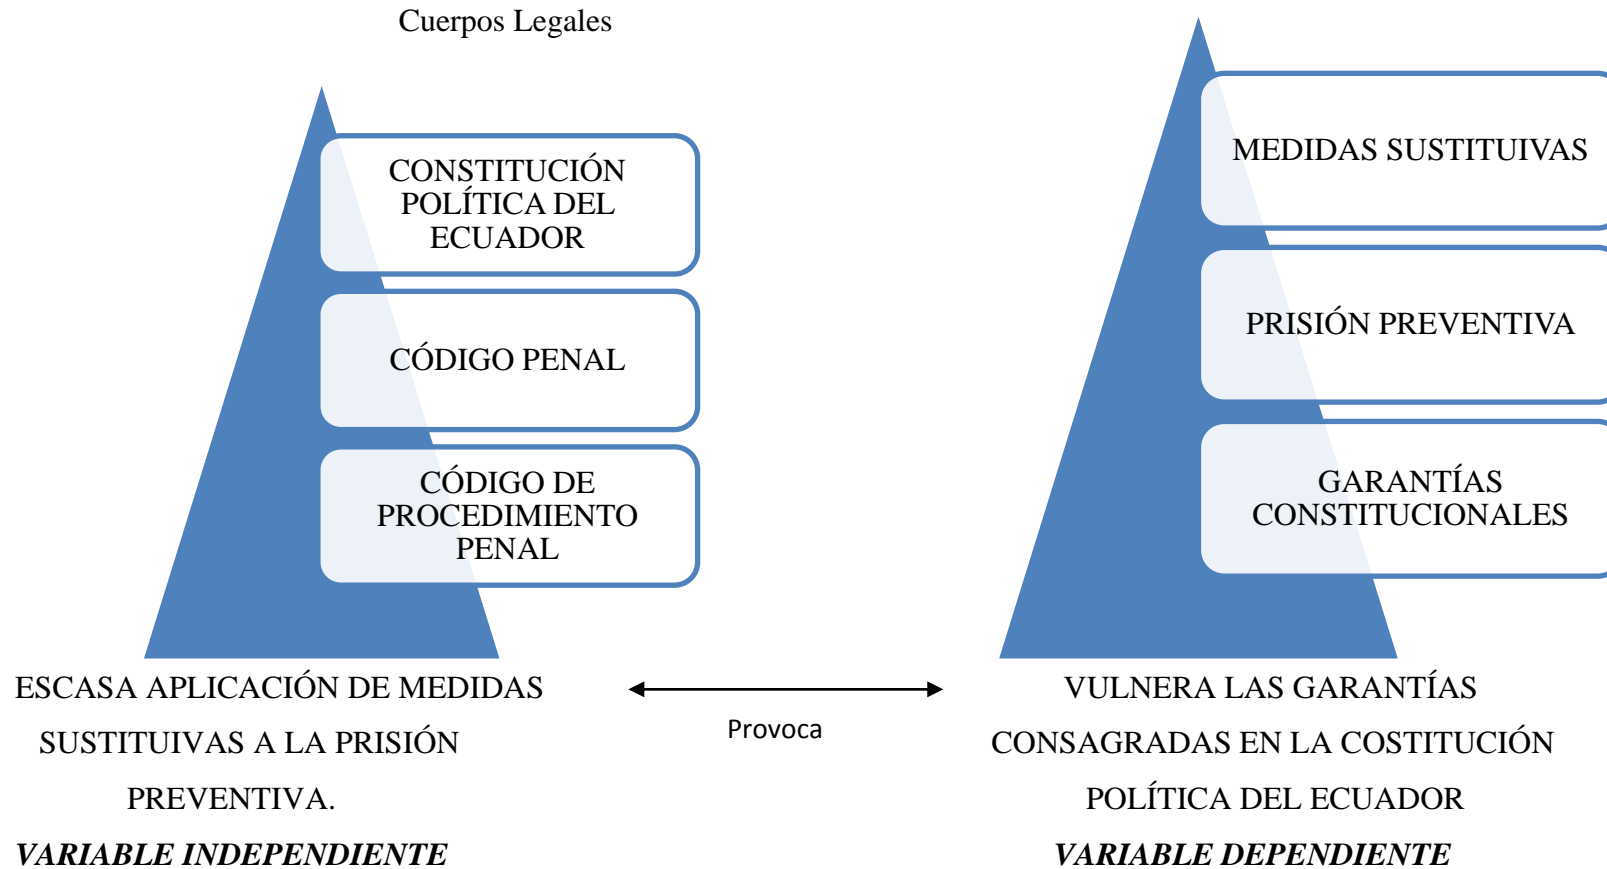 Cuerpos Legales
CONSTITUCIÓN
POLÍTICA DEL
ECUADOR
CÓDIGO PENAL
CÓDIGO DE
PROCEDIMIENTO
PENAL
ESCASA APLICACIÓN DE MEDIDAS
SUSTITUIVAS A LA PRISIÓN
PREVENTIVA.
VARIABLE INDEPENDIENTE
Provoca
MEDIDAS SUSTITUIVAS
PRISIÓN PREVENTIVA
GARANTÍAS
CONSTITUCIONALES
VULNERA LAS GARANTÍAS
CONSAGRADAS EN LA COSTITUCIÓN
POLÍTICA DEL ECUADOR
VARIABLE DEPENDIENTE